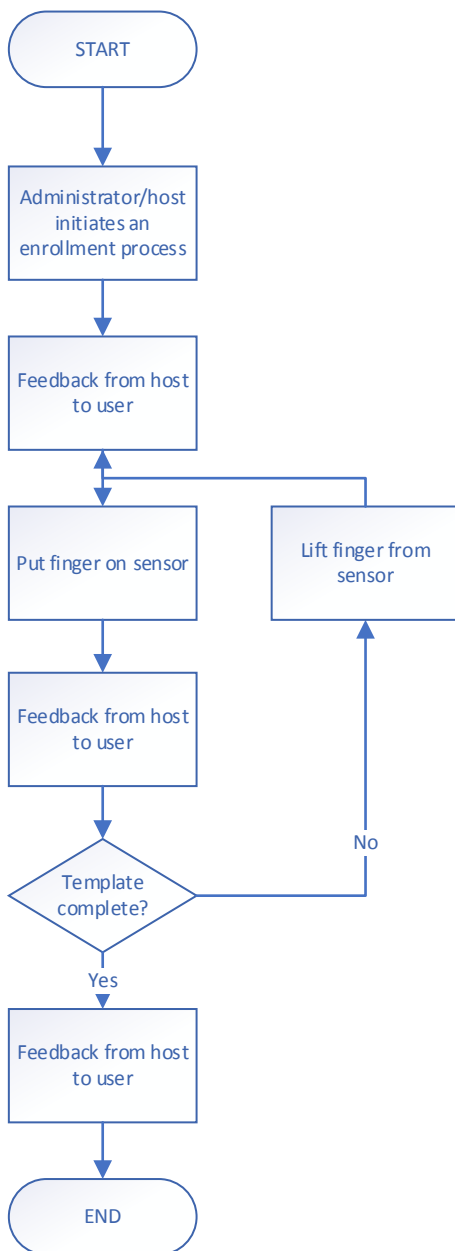 START
Administrator/host
initiates an
enrollment process
Feedback from host
to user
Put finger on sensor
Lift finger from
sensor
Feedback from host
to user
No
Template
complete?
Yes
Feedback from host
to user
END